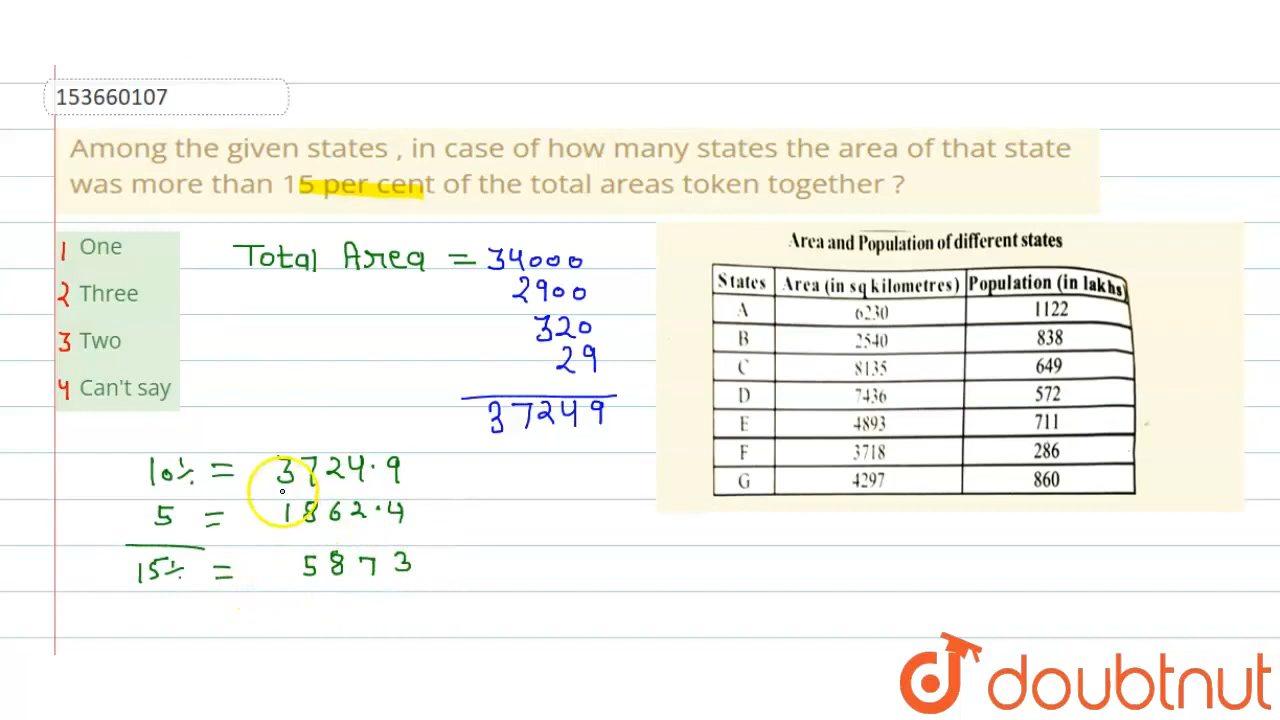 153660107
Among the given states , in case of how many states the area of that state
was more than 15 per cent of the total areas token together ?
1 One
2 Three
3 Two
4 Can't say
Total Area = 34000
2900
320
29
37249
10% = 3724.9
5 = 1862.4
15% = 5873
Area and Population of different states
States Area (in sq kilometres) Population (in lakhs)
A 6230 1122
B 2540 838
C 8135 649
D 7436 572
E 4893 711
F 3718 286
G 4297 860
doubtnut